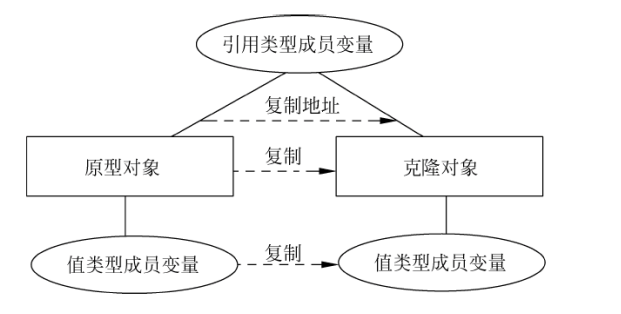 引用类型成员变量
复制地址
原型对象
复制
克隆对象
值类型成员变量
复制
值类型成员变量